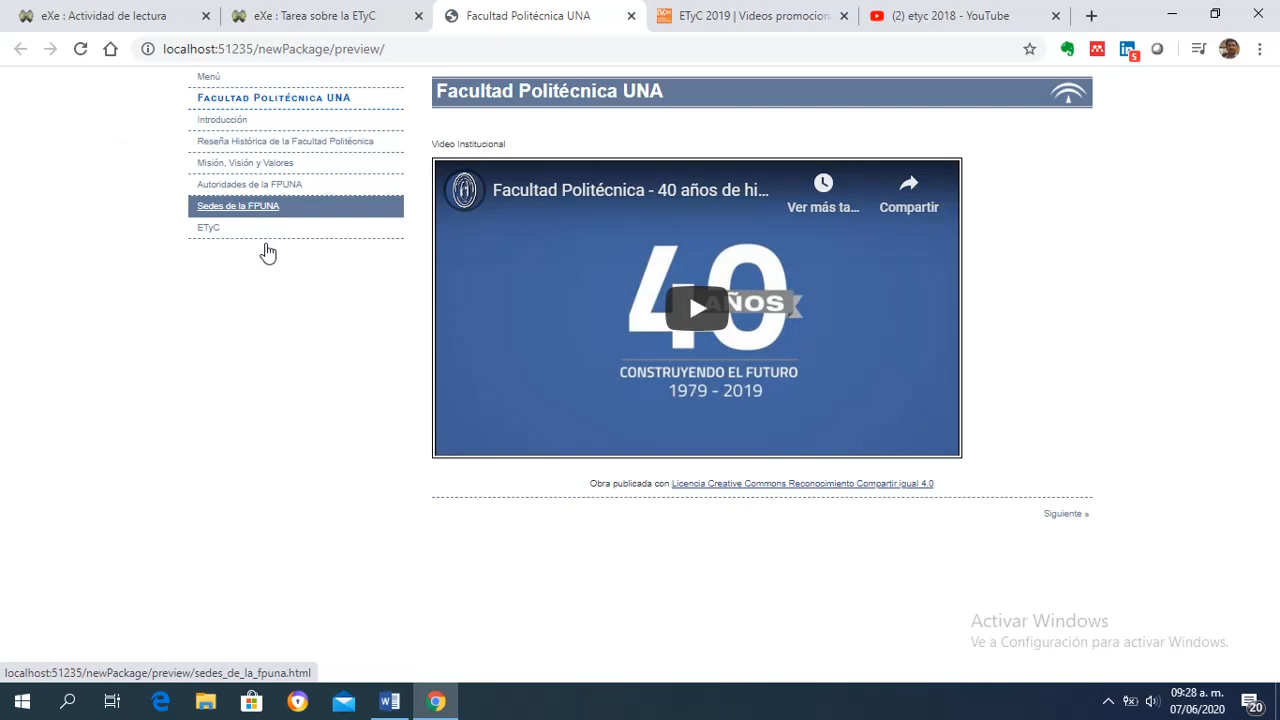 eXe : Actividad de lectura
eXe : Tarea sobre la ETyC
Facultad Politécnica UNA
ETyC 2019 | Videos promocion
(2) etyc 2018 - YouTube
localhost:51235/newPackage/preview/
5
Menú
Facultad Politécnica UNA
Introducción
Reseña Histórica de la Facultad Politécnica
Misión, Visión y Valores
Autoridades de la FPUNA
Sedes de la FPUNA
ETyC
Facultad Politécnica UNA
Video Institucional
Facultad Politécnica - 40 años de hi...
Ver más ta...
Compartir
40 AÑOS
CONSTRUYENDO EL FUTURO
1979 - 2019
Obra publicada con Licencia Creative Commons Reconocimiento Compartir igual 4.0
Siguiente »
Activar Windows
Ve a Configuración para activar Windows.
localhost:51235/newPackage/preview/sedes_de_la_fpuna.html
09:28 a. m.
07/06/2020
20